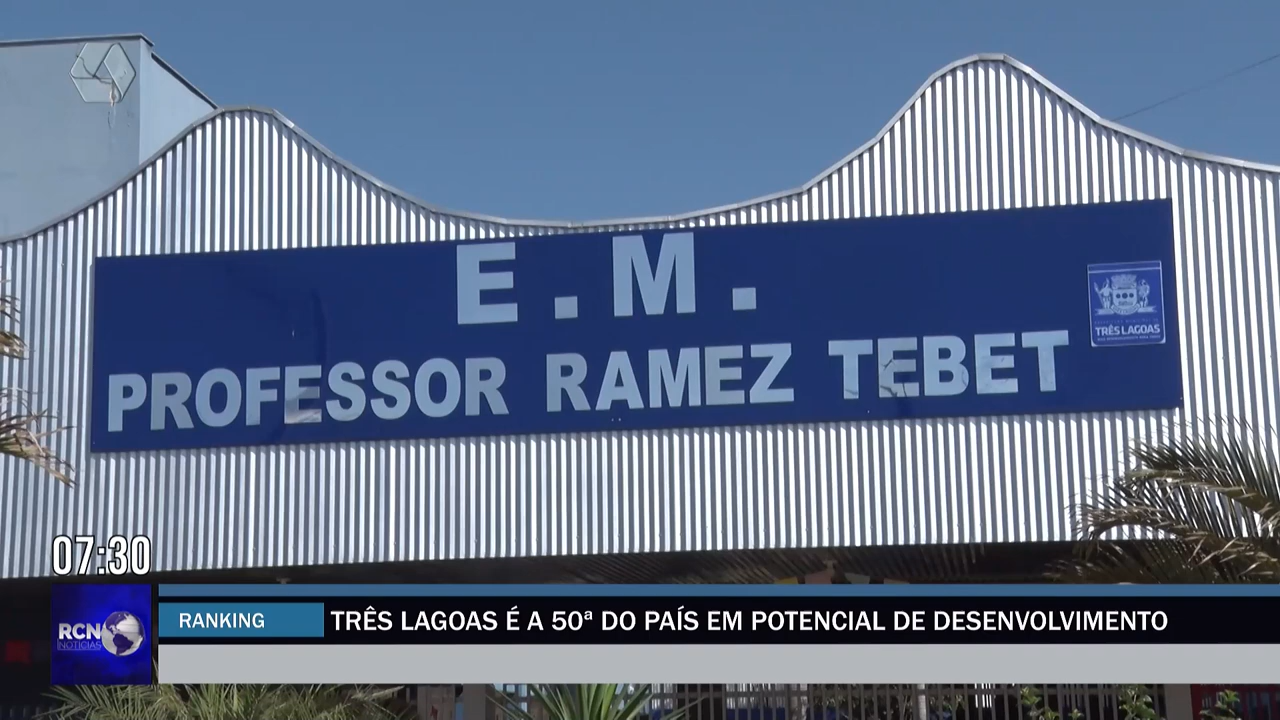 E.M.
PROFESSOR RAMEZ TEBET
TRÊS LAGOAS
07:30
RCN
NOTÍCIAS
RANKING
TRÊS LAGOAS É A 50ª DO PAÍS EM POTENCIAL DE DESENVOLVIMENTO